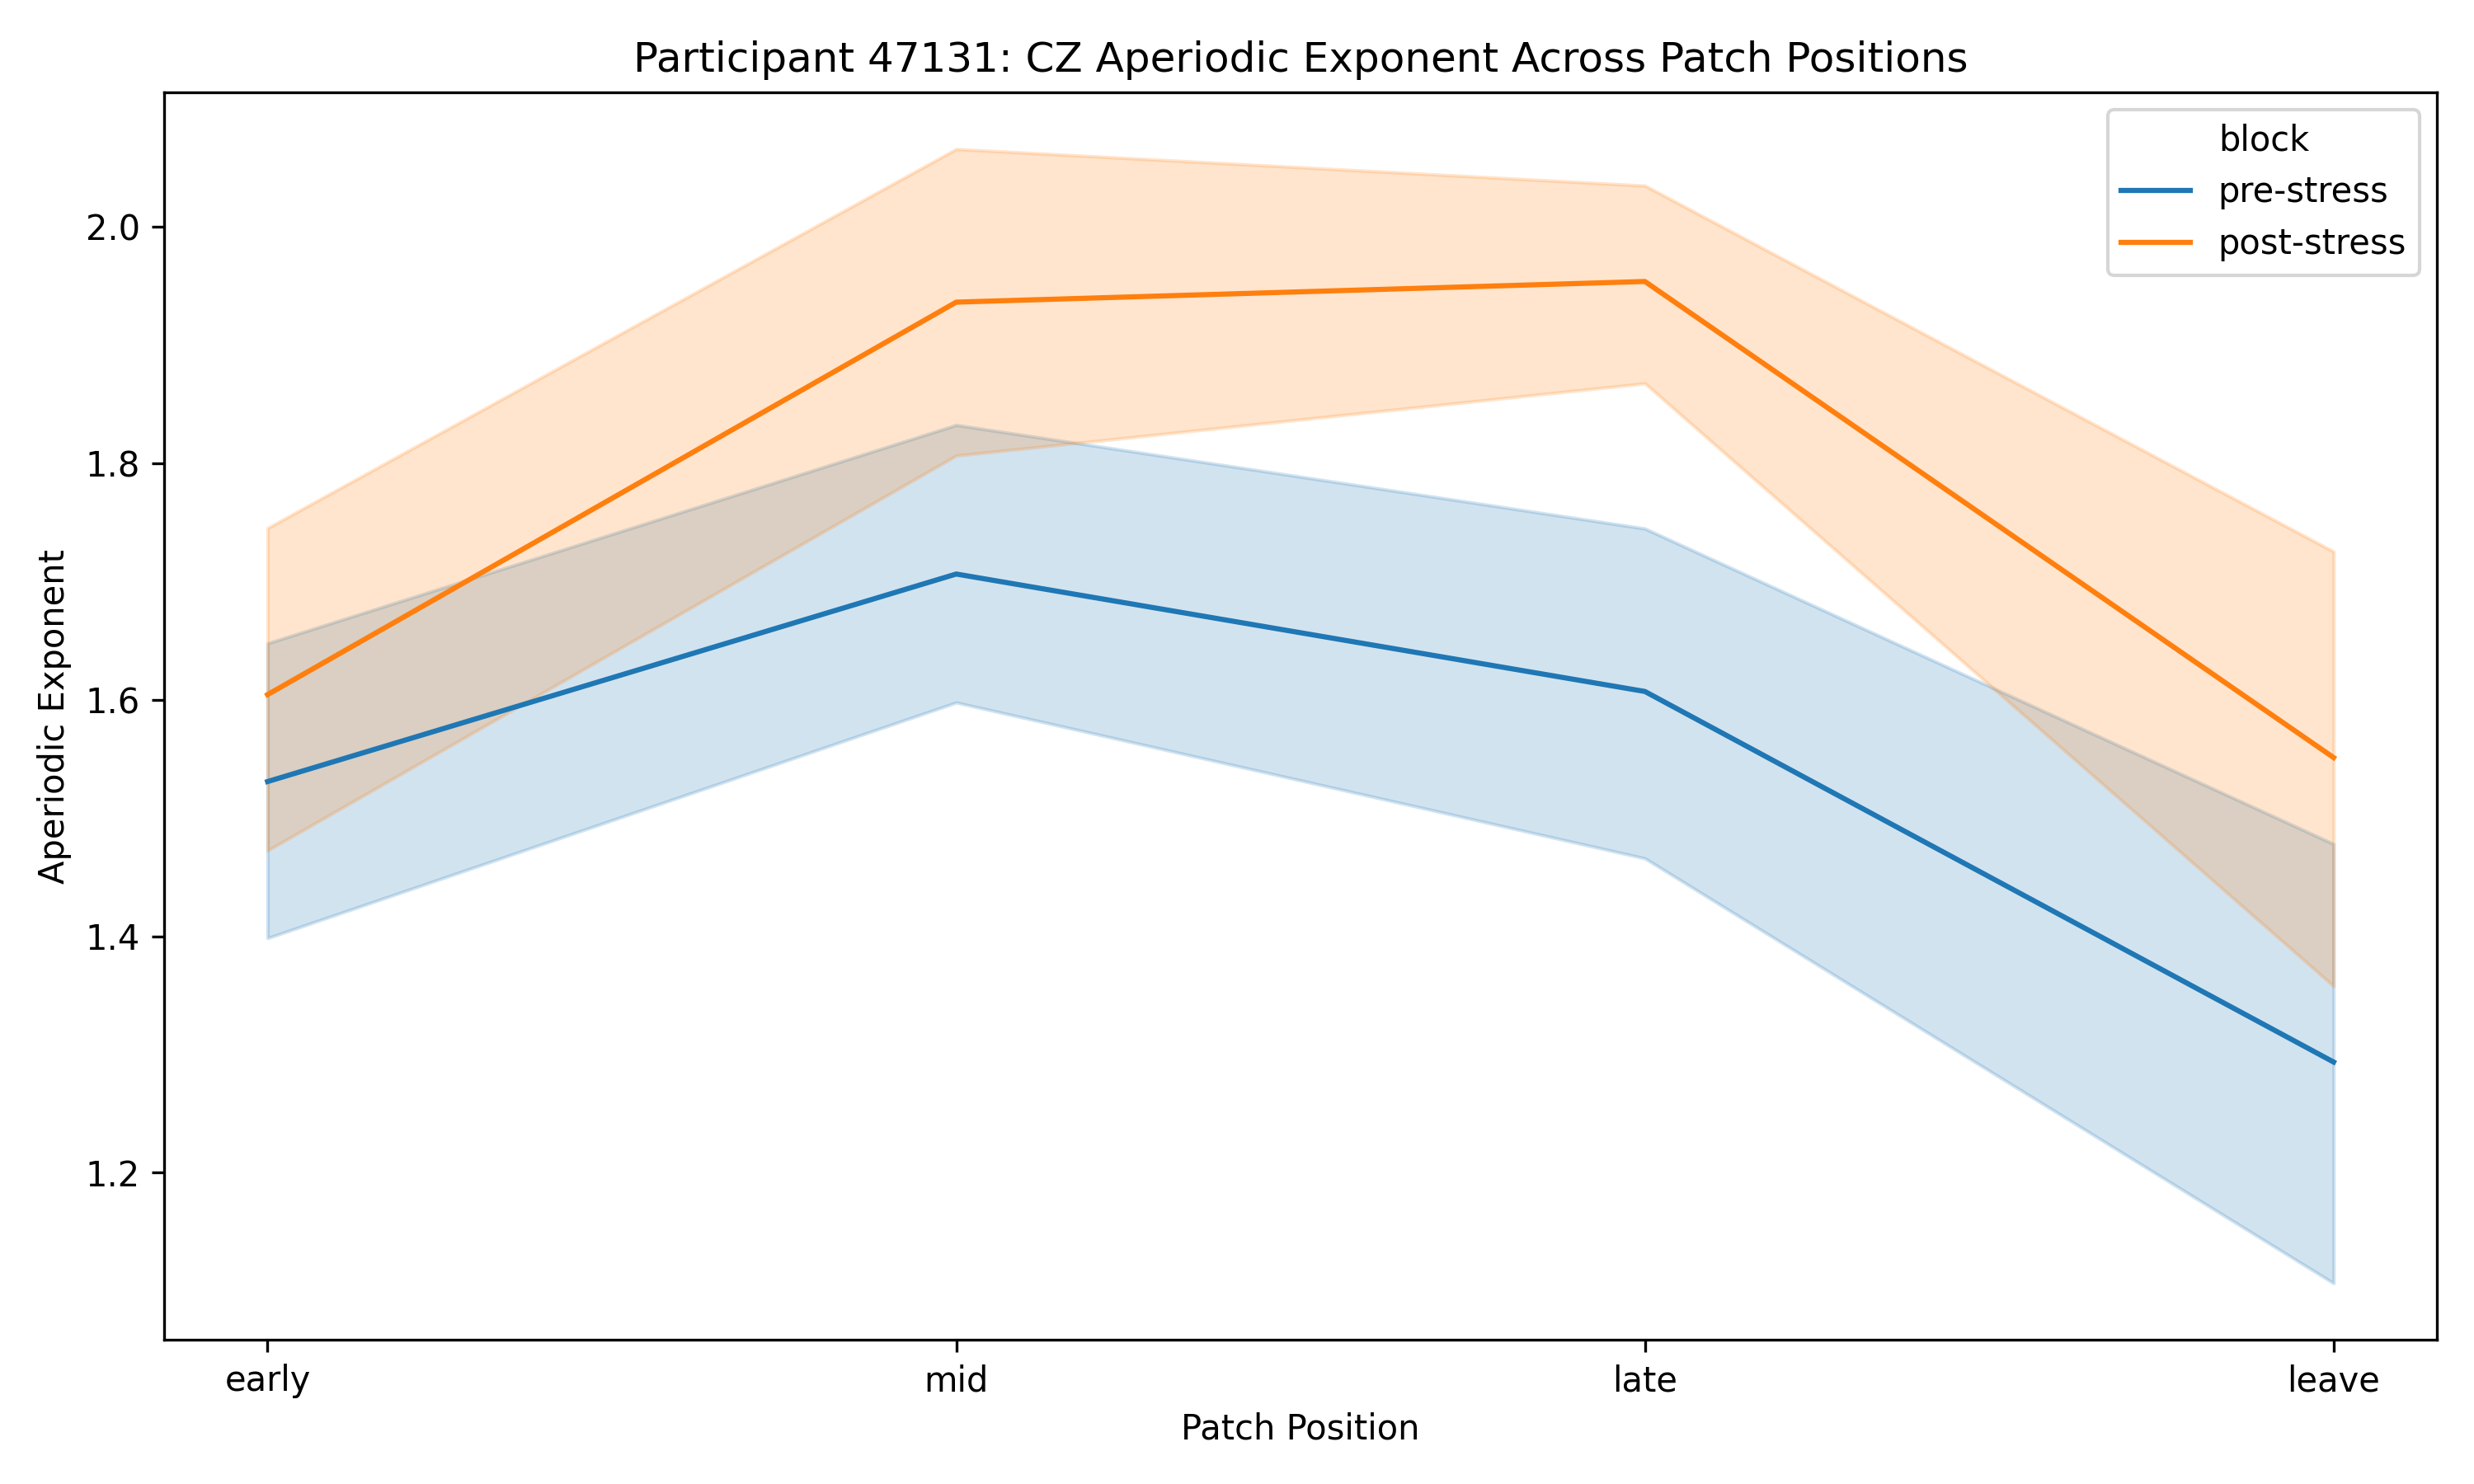 Participant 47131: CZ Aperiodic Exponent Across Patch Positions
block
pre-stress
post-stress
Aperiodic Exponent
2.0
1.8
1.6
1.4
1.2
early mid late leave
Patch Position